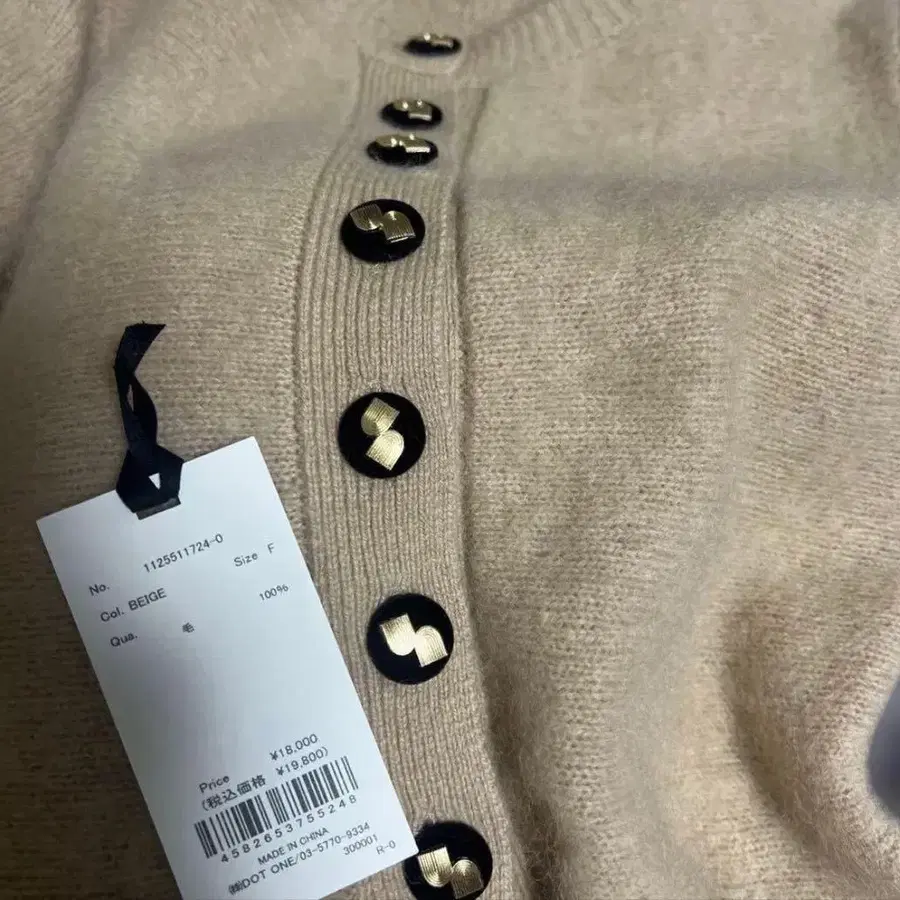 No. 1125511724-0
Col. BEIGE Size F
Qua. 毛 100%
Price ¥18,000
(税込価格 ¥19,800)
4582653755248
MADE IN CHINA
㈱DOT ONE/03-5770-9334
300001 R-0